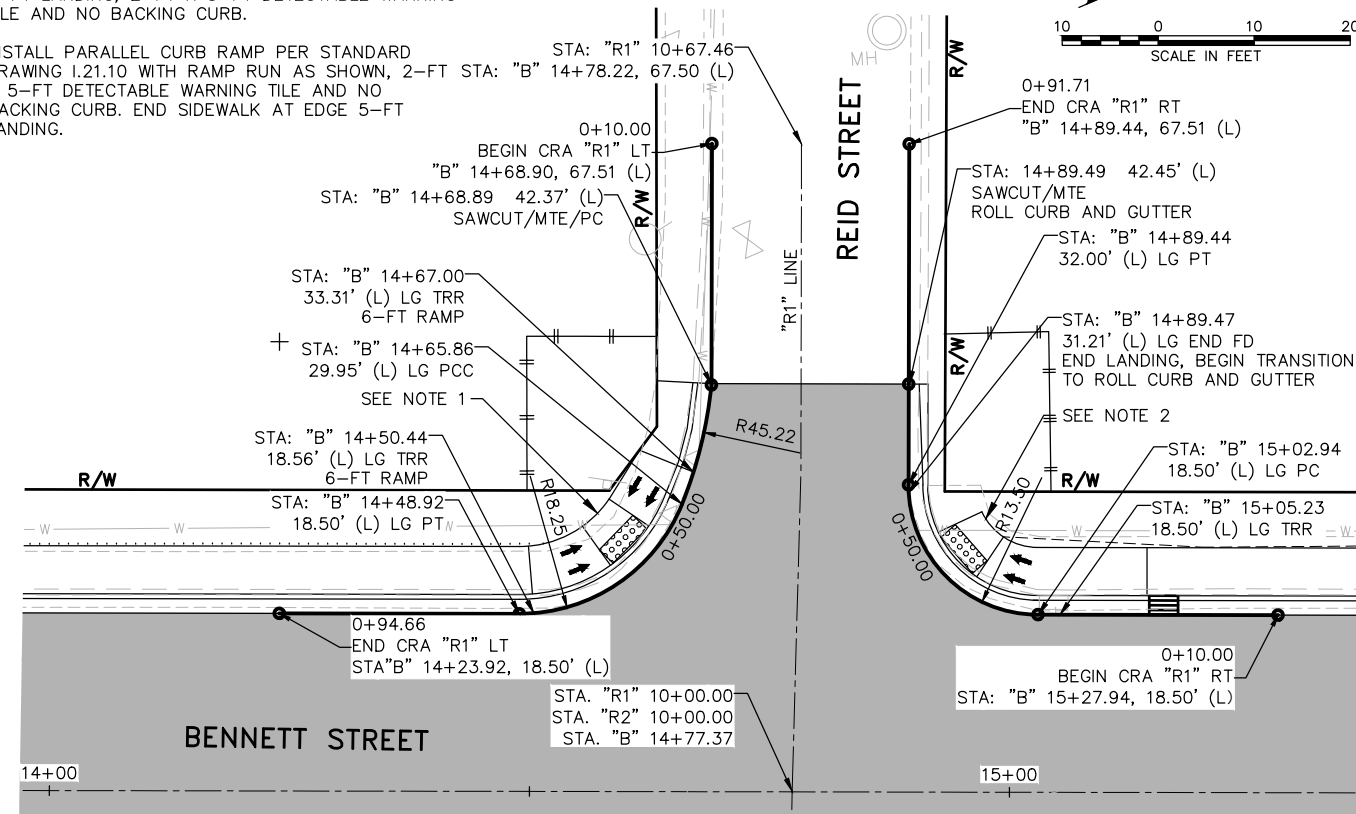 LE AND NO BACKING CURB.
NSTALL PARALLEL CURB RAMP PER STANDARD
RAWING I.21.10 WITH RAMP RUN AS SHOWN, 2-FT
5-FT DETECTABLE WARNING TILE AND NO
ACKING CURB. END SIDEWALK AT EDGE 5-FT
ANDING.
STA: "R1" 10+67.46
STA: "B" 14+78.22, 67.50 (L)
0+10.00
BEGIN CRA "R1" LT
"B" 14+68.90, 67.51 (L)
STA: "B" 14+68.89 42.37' (L)
SAWCUT/MTE/PC
R/W
STA: "B" 14+67.00
33.31' (L) LG TRR
6-FT RAMP
STA: "B" 14+65.86
29.95' (L) LG PCC
SEE NOTE 1
STA: "B" 14+50.44
18.56' (L) LG TRR
6-FT RAMP
STA: "B" 14+48.92
18.50' (L) LG PT
R/W
W
W
W
W
W
W
W
R18.25
0+50.00
R45.22
"R1" LINE
REID STREET
MH
R/W
10
0
10
20
SCALE IN FEET
0+91.71
END CRA "R1" RT
"B" 14+89.44, 67.51 (L)
STA: 14+89.49 42.45' (L)
SAWCUT/MTE
ROLL CURB AND GUTTER
STA: "B" 14+89.44
32.00' (L) LG PT
R/W
STA: "B" 14+89.47
31.21' (L) LG END FD
END LANDING, BEGIN TRANSITION
TO ROLL CURB AND GUTTER
SEE NOTE 2
STA: "B" 15+02.94
18.50' (L) LG PC
R/W
STA: "B" 15+05.23
18.50' (L) LG TRR
W
W
R13.50
0+50.00
0+94.66
END CRA "R1" LT
STA"B" 14+23.92, 18.50' (L)
0+10.00
BEGIN CRA "R1" RT
STA: "B" 15+27.94, 18.50' (L)
STA. "R1" 10+00.00
STA. "R2" 10+00.00
STA. "B" 14+77.37
BENNETT STREET
14+00
15+00